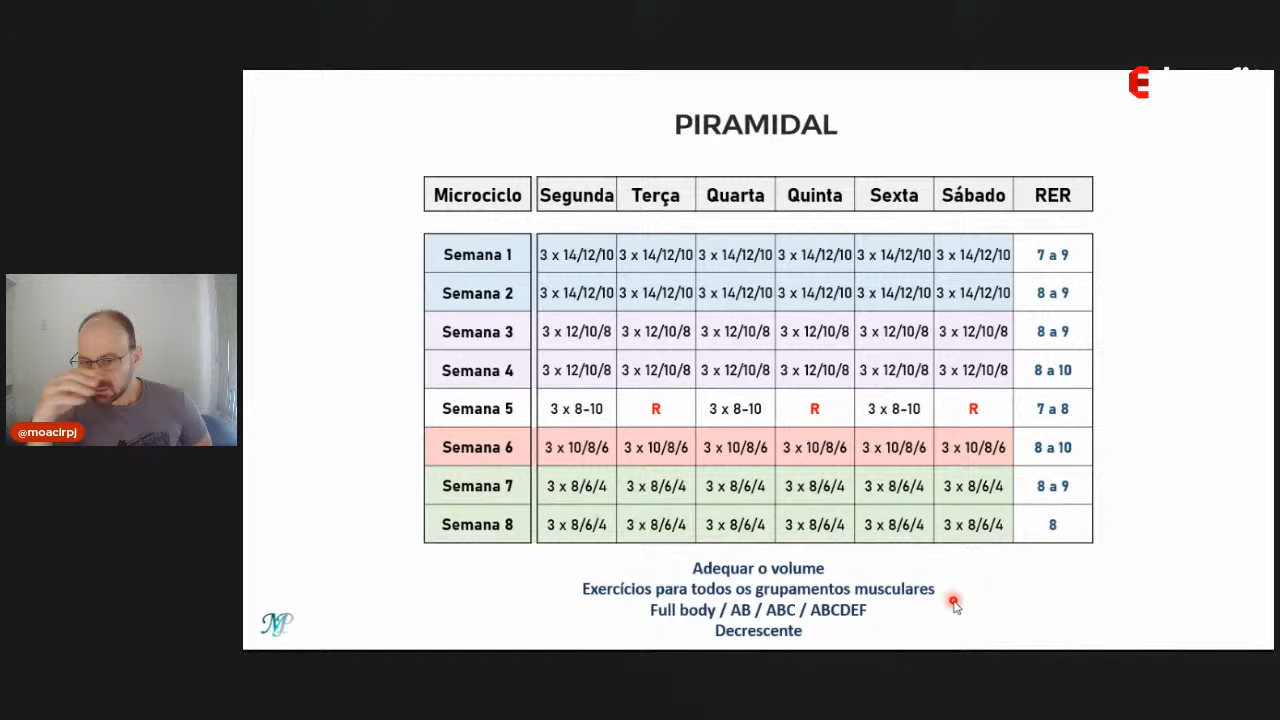 PIRAMIDAL
Microciclo Segunda Terça Quarta Quinta Sexta Sábado RER
Semana 1 3 x 14/12/10 3 x 14/12/10 3 x 14/12/10 3 x 14/12/10 3 x 14/12/10 3 x 14/12/10 7 a 9
Semana 2 3 x 14/12/10 3 x 14/12/10 3 x 14/12/10 3 x 14/12/10 3 x 14/12/10 3 x 14/12/10 8 a 9
Semana 3 3 x 12/10/8 3 x 12/10/8 3 x 12/10/8 3 x 12/10/8 3 x 12/10/8 3 x 12/10/8 8 a 9
Semana 4 3 x 12/10/8 3 x 12/10/8 3 x 12/10/8 3 x 12/10/8 3 x 12/10/8 3 x 12/10/8 8 a 10
Semana 5 3 x 8-10 R 3 x 8-10 R 3 x 8-10 R 7 a 8
Semana 6 3 x 10/8/6 3 x 10/8/6 3 x 10/8/6 3 x 10/8/6 3 x 10/8/6 3 x 10/8/6 8 a 10
Semana 7 3 x 8/6/4 3 x 8/6/4 3 x 8/6/4 3 x 8/6/4 3 x 8/6/4 3 x 8/6/4 8 a 9
Semana 8 3 x 8/6/4 3 x 8/6/4 3 x 8/6/4 3 x 8/6/4 3 x 8/6/4 3 x 8/6/4 8
Adequar o volume
Exercícios para todos os grupamentos musculares
Full body / AB / ABC / ABCDEF
Decrescente
MP
@moacirpj